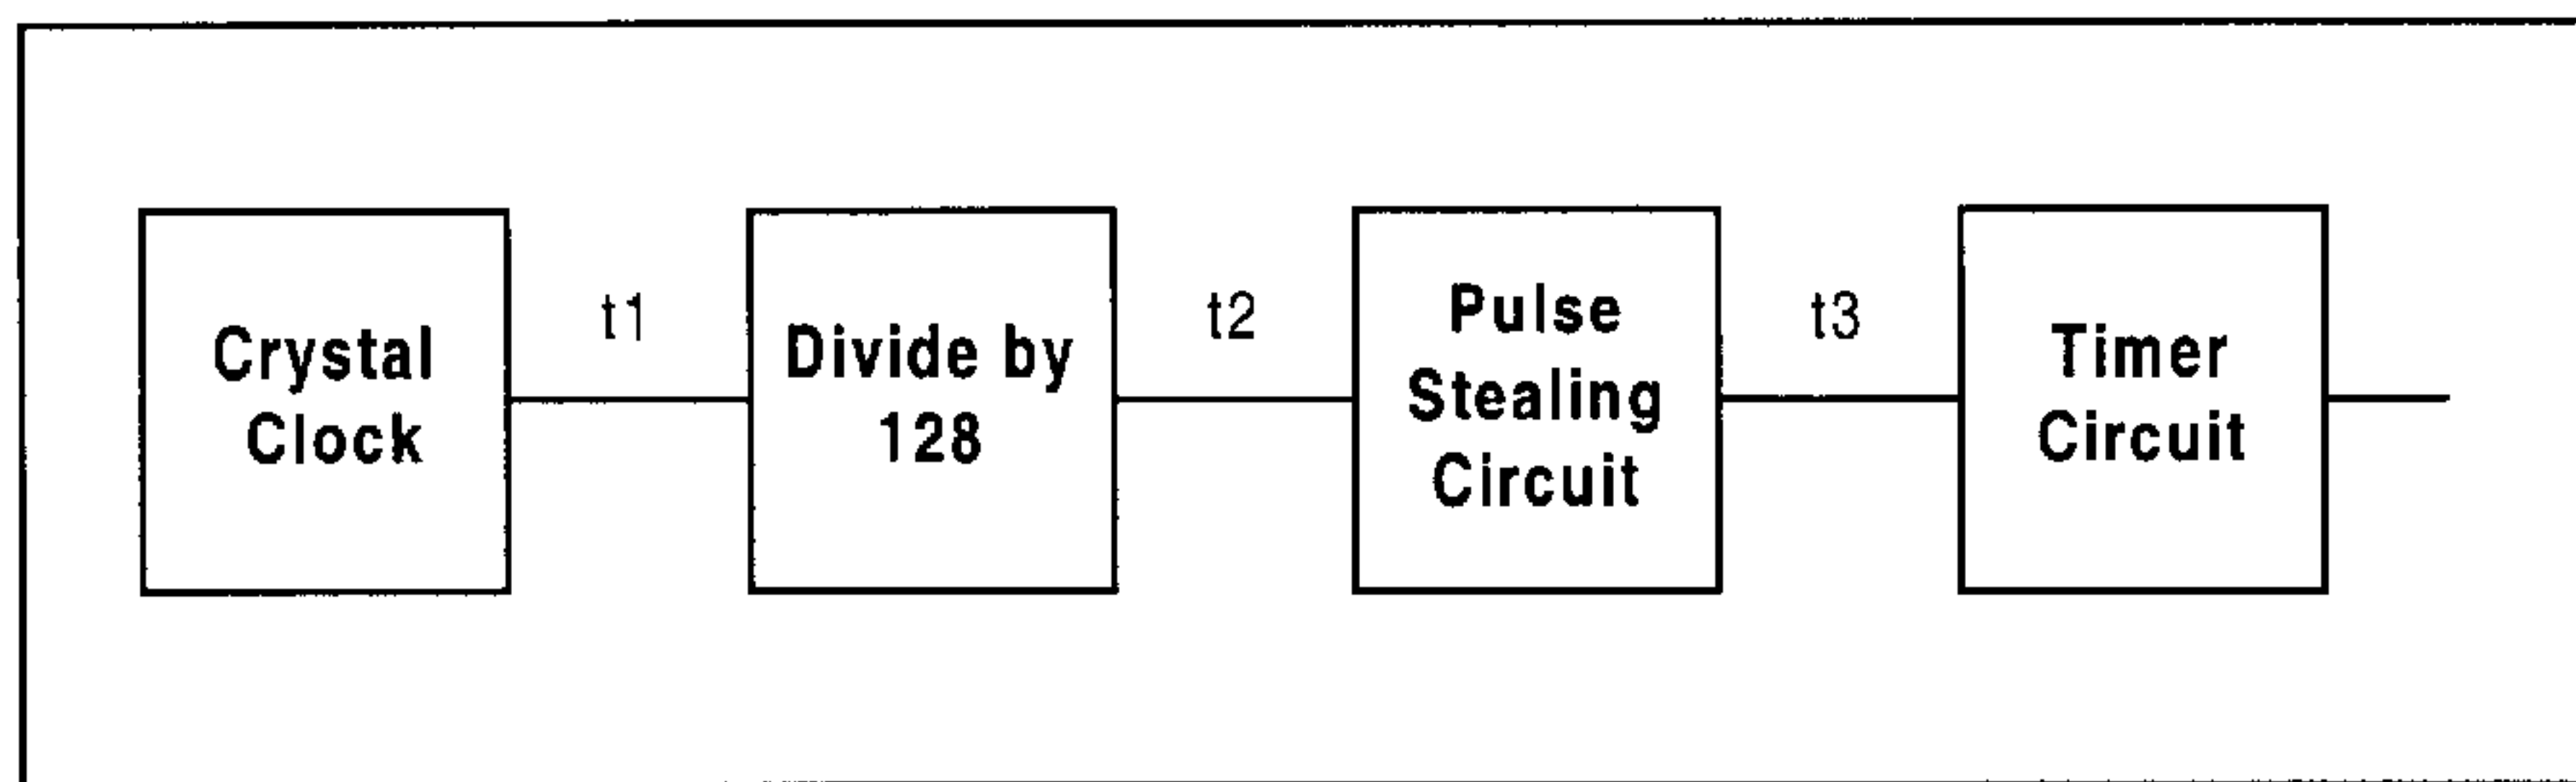 Crystal
Clock
t1
Divide by
128
t2
Pulse
Stealing
Circuit
t3
Timer
Circuit